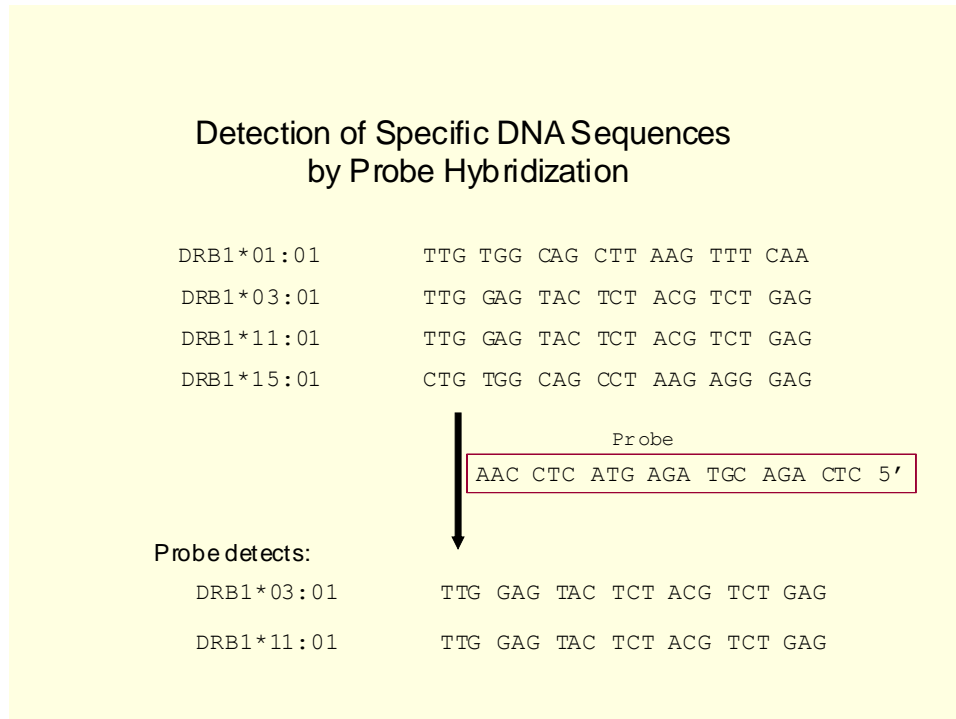 Detection of Specific DNA Sequences
by Probe Hybridization
DRB1*01:01 TTG TGG CAG CTT AAG TTT CAA
DRB1*03:01 TTG GAG TAC TCT ACG TCT GAG
DRB1*11:01 TTG GAG TAC TCT ACG TCT GAG
DRB1*15:01 CTG TGG CAG CCT AAG AGG GAG
Probe
AAC CTC ATG AGA TGC AGA CTC 5’
Probe detects:
DRB1*03:01 TTG GAG TAC TCT ACG TCT GAG
DRB1*11:01 TTG GAG TAC TCT ACG TCT GAG